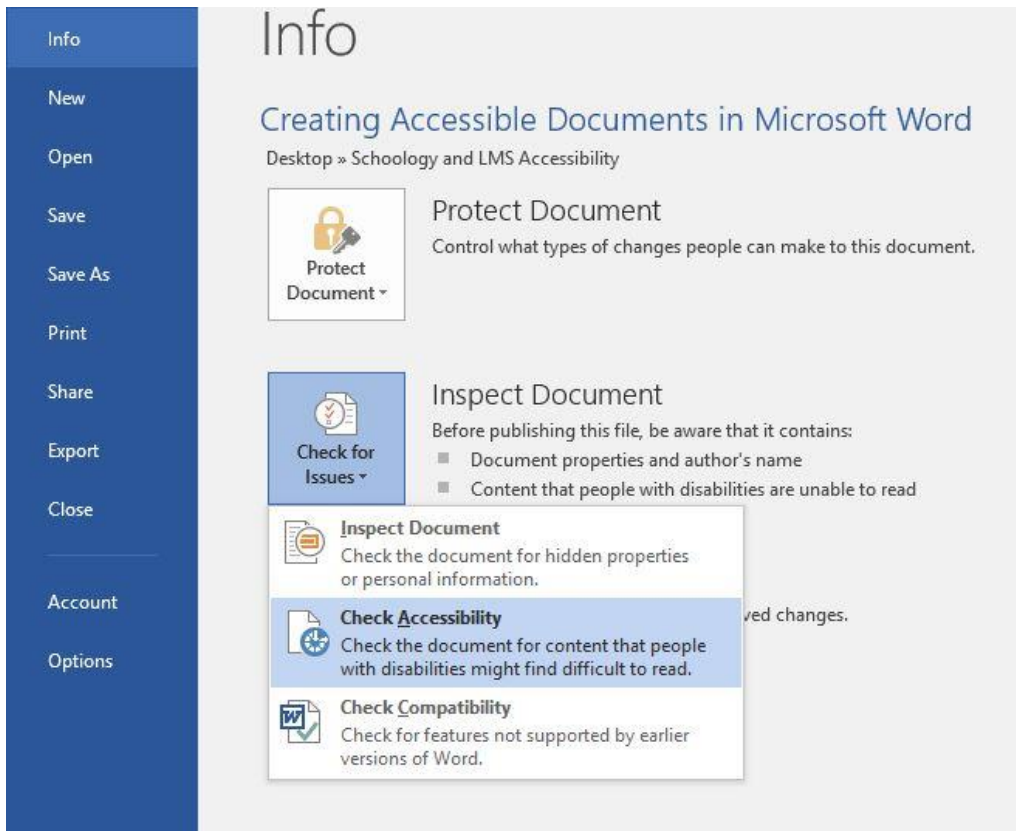 Info
New
Open
Save
Save As
Print
Share
Export
Close
Account
Options
Info
Creating Accessible Documents in Microsoft Word
Desktop » Schoology and LMS Accessibility
Protect
Document
Protect Document
Control what types of changes people can make to this document.
Check for
Issues
Inspect Document
Before publishing this file, be aware that it contains:
Document properties and author's name
Content that people with disabilities are unable to read
Inspect Document
Check the document for hidden properties
or personal information.
Check Accessibility
Check the document for content that people
with disabilities might find difficult to read.
Check Compatibility
Check for features not supported by earlier
versions of Word.
changes.